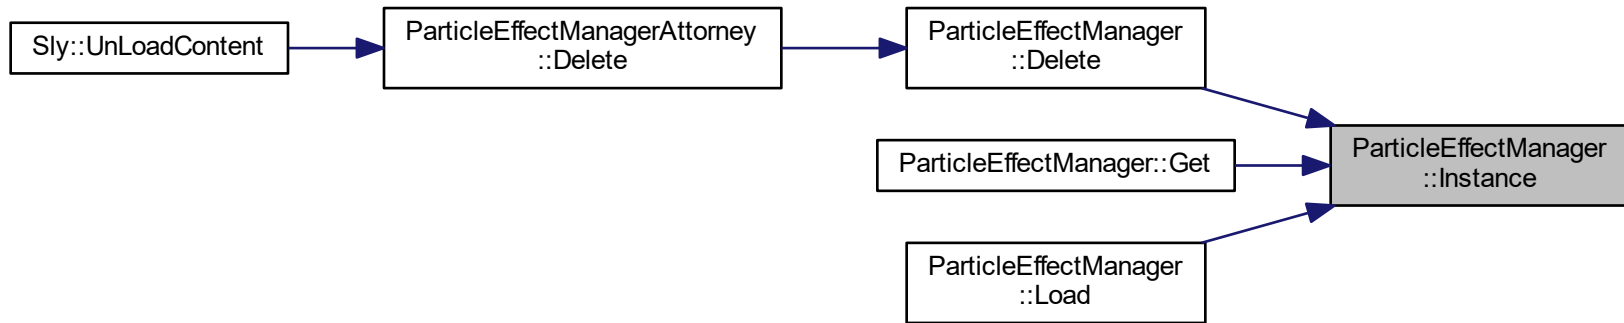 Sly::UnLoadContent
ParticleEffectManagerAttorney
::Delete
ParticleEffectManager
::Delete
ParticleEffectManager::Get
ParticleEffectManager
::Load
ParticleEffectManager
::Instance